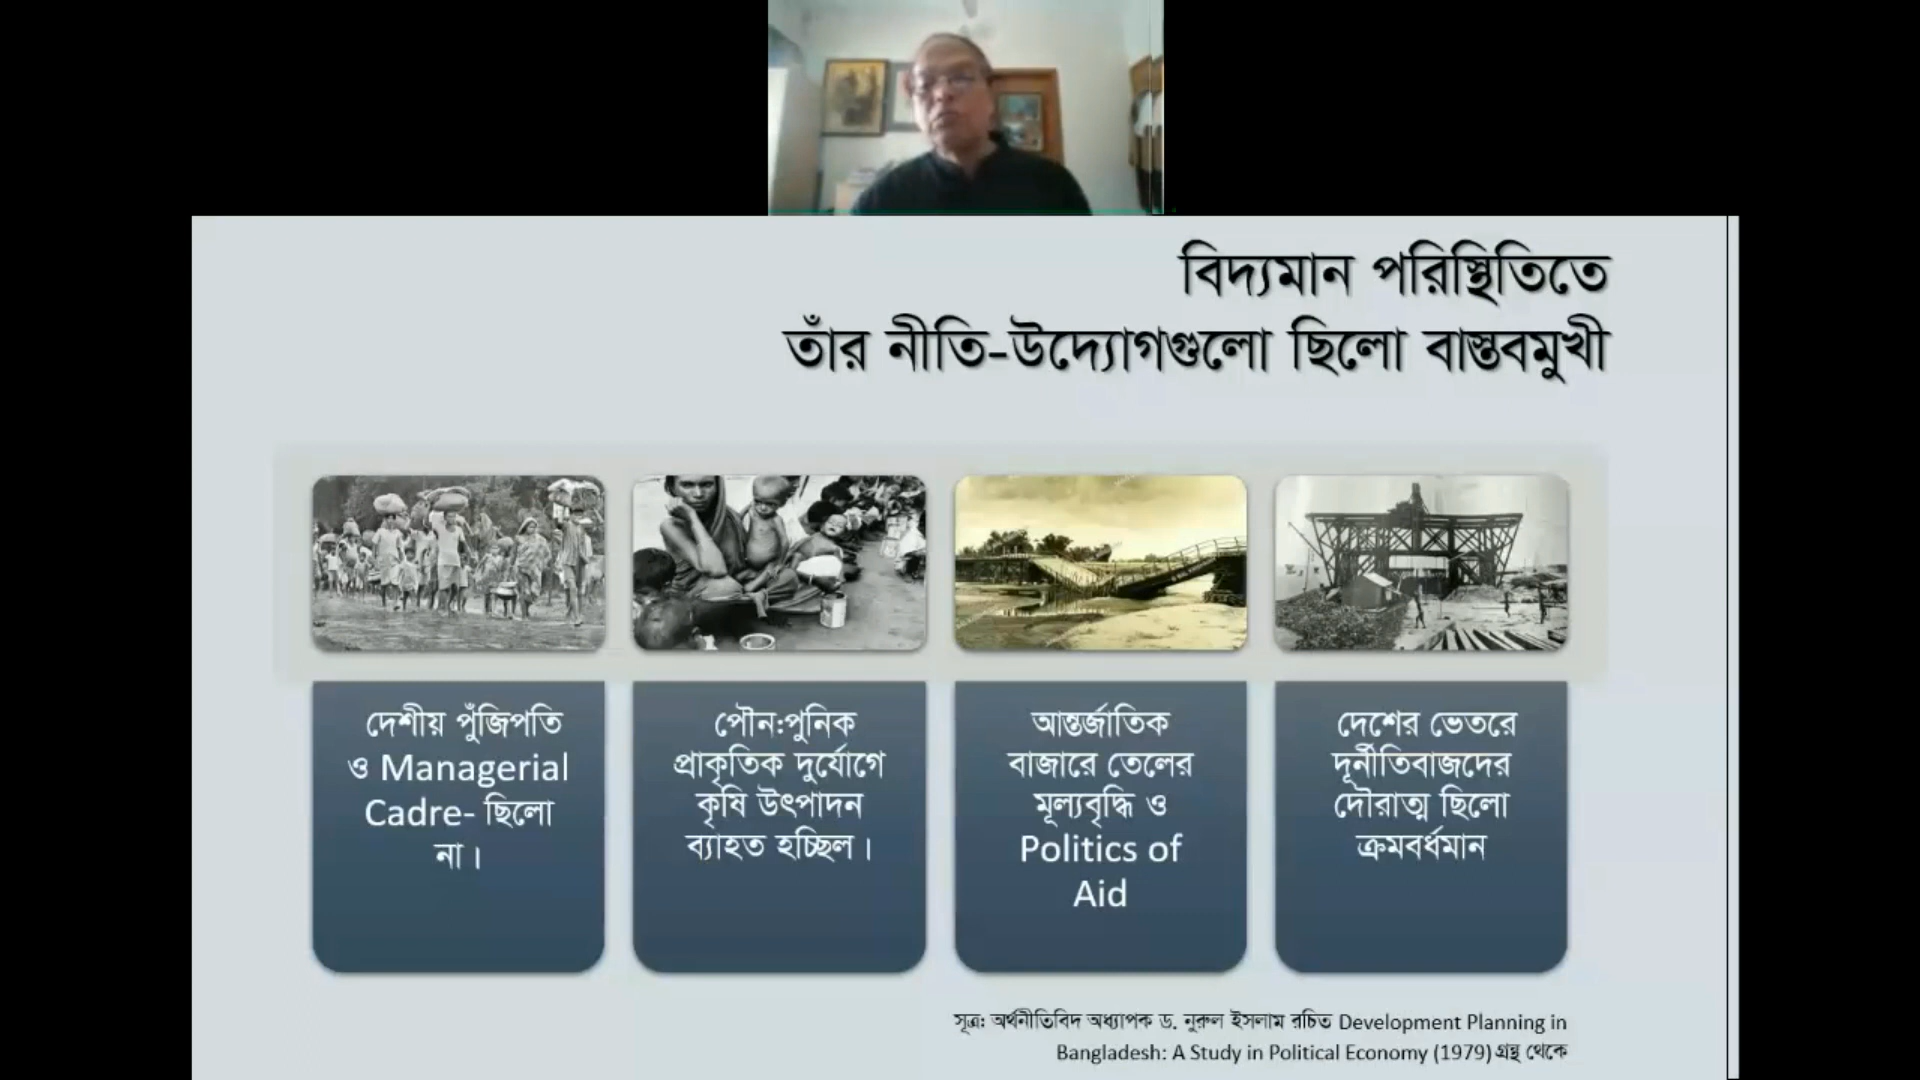 বিদ্যমান পরিস্থিতিতে
তাঁর নীতি-উদ্যোগগুলো ছিলো বাস্তবমুখী
দেশীয় পুঁজিপতি
ও Managerial
Cadre- ছিলো
না।
পৌন:পুনিক
প্রাকৃতিক দুর্যোগে
কৃষি উৎপাদন
ব্যাহত হচ্ছিল।
আন্তর্জাতিক
বাজারে তেলের
মূল্যবৃদ্ধি ও
Politics of
Aid
দেশের ভেতরে
দূর্নীতিবাজদের
দৌরাত্ম ছিলো
ক্রমবর্ধমান
সূত্র: অর্থনীতিবিদ অধ্যাপক ড. নুরুল ইসলাম রচিত Development Planning in
Bangladesh: A Study in Political Economy (1979) গ্রন্থ থেকে